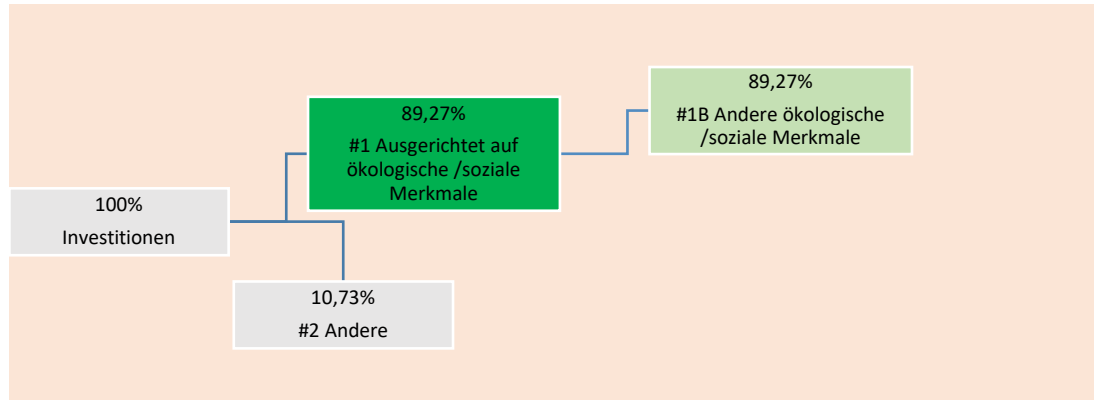 89,27%
#1B Andere ökologische
/soziale Merkmale
89,27%
#1 Ausgerichtet auf
ökologische /soziale
Merkmale
100%
Investitionen
10,73%
#2 Andere